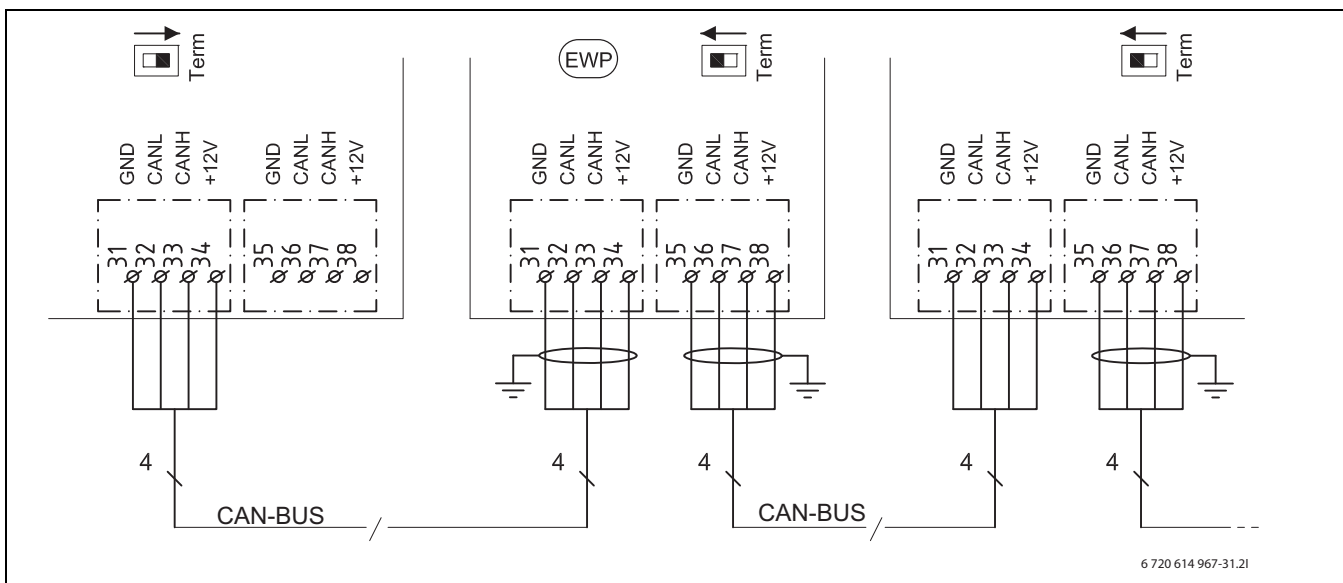 Term
EWP
Term
Term
GND CANL CANH +12V
GND CANL CANH +12V
GND CANL CANH +12V
GND CANL CANH +12V
GND CANL CANH +12V
GND CANL CANH +12V
31 32 33 34
35 36 37 38
31 32 33 34
35 36 37 38
31 32 33 34
35 36 37 38
4
4
4
4
4
CAN-BUS
CAN-BUS
6 720 614 967-31.2I